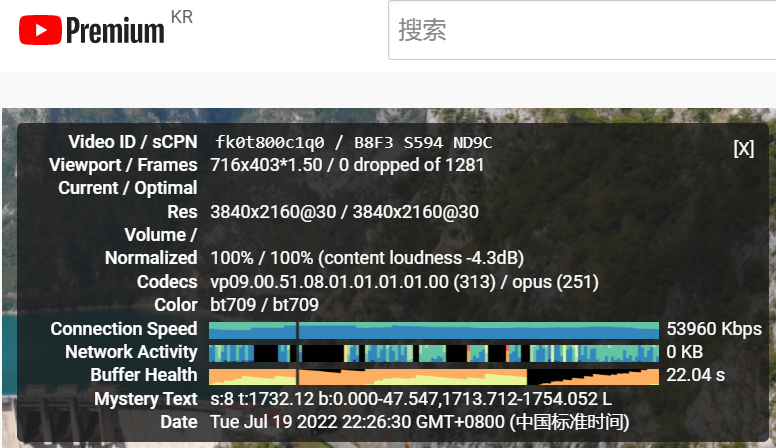 Premium KR
搜索
Video ID / sCPN fk0t800c1q0 / B8F3 S594 ND9C
[X]
Viewport / Frames 716x403*1.50 / 0 dropped of 1281
Current / Optimal
Res 3840x2160@30 / 3840x2160@30
Volume /
Normalized 100% / 100% (content loudness -4.3dB)
Codecs vp09.00.51.08.01.01.01.01.00 (313) / opus (251)
Color bt709 / bt709
Connection Speed 53960 Kbps
Network Activity 0 KB
Buffer Health 22.04 s
Mystery Text s:8 t:1732.12 b:0.000-47.547,1713.712-1754.052 L
Date Tue Jul 19 2022 22:26:30 GMT+0800 (中国标准时间)